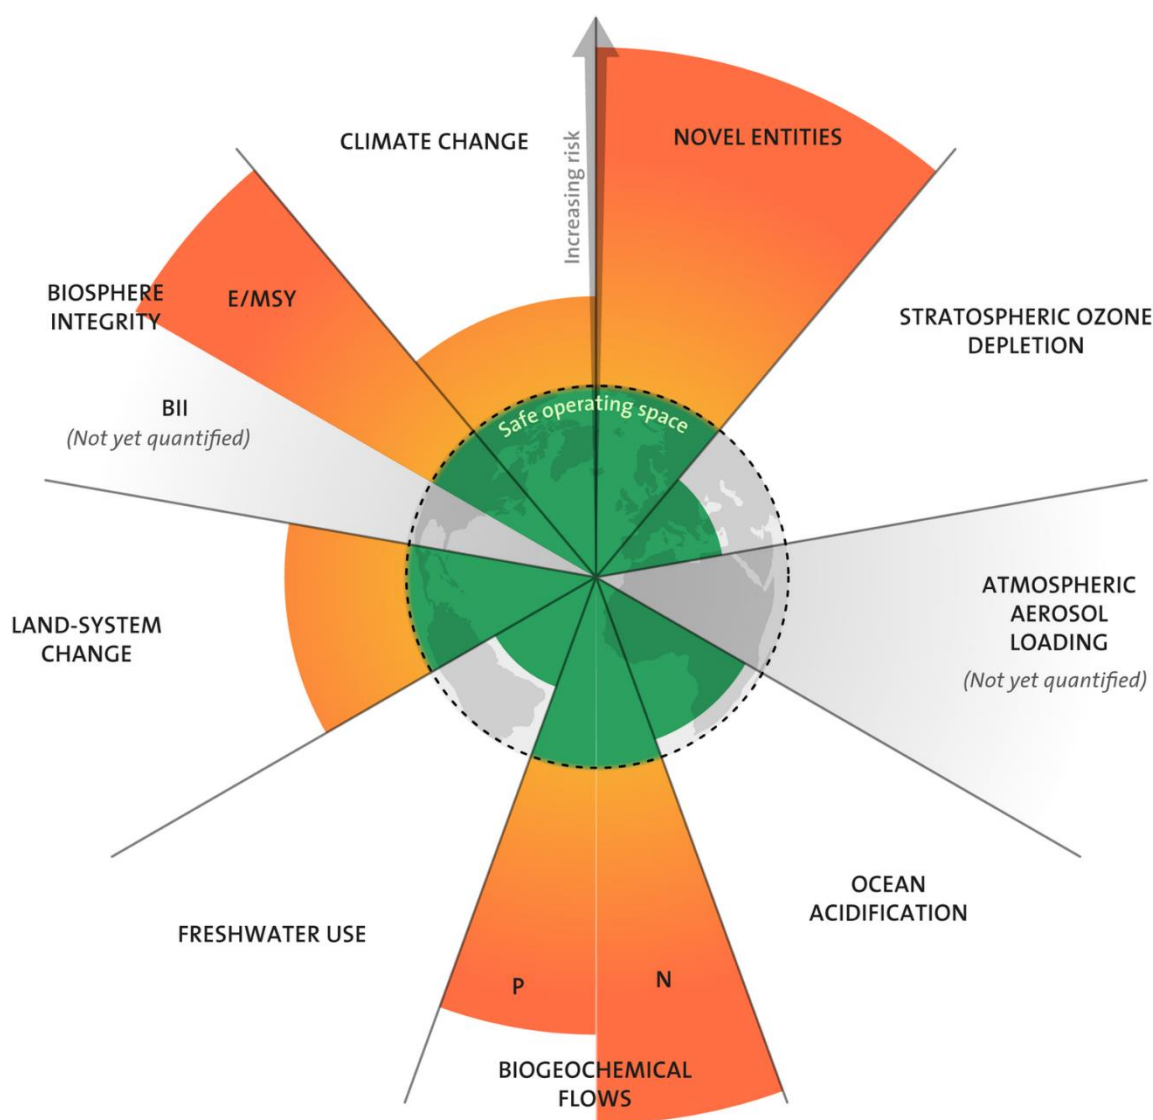 CLIMATE CHANGE
Increasing risk
NOVEL ENTITIES
BIOSPHERE
INTEGRITY
E/MSY
BII
(Not yet quantified)
STRATOSPHERIC OZONE
DEPLETION
Safe operating space
LAND-SYSTEM
CHANGE
ATMOSPHERIC
AEROSOL
LOADING
(Not yet quantified)
FRESHWATER USE
OCEAN
ACIDIFICATION
P
N
BIOGEOCHEMICAL
FLOWS